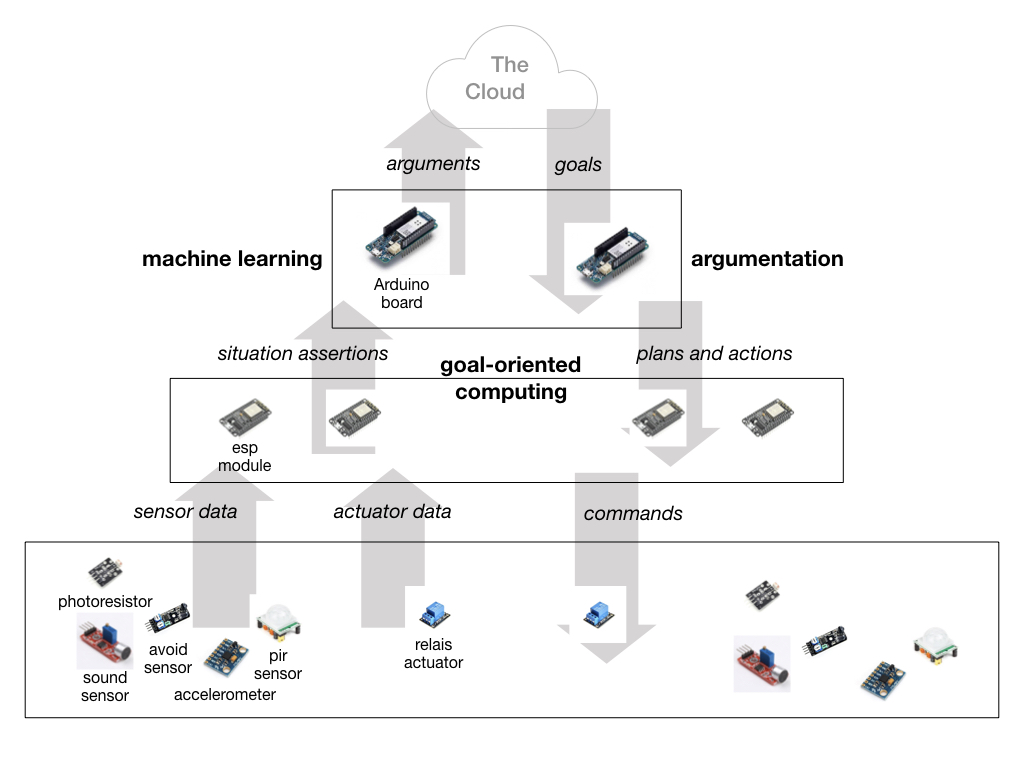 The
Cloud
arguments
goals
machine learning
argumentation
Arduino
board
situation assertions
goal-oriented
computing
plans and actions
esp
module
sensor data
actuator data
commands
photoresistor
avoid
sensor
pir
sensor
relais
actuator
sound
sensor
accelerometer